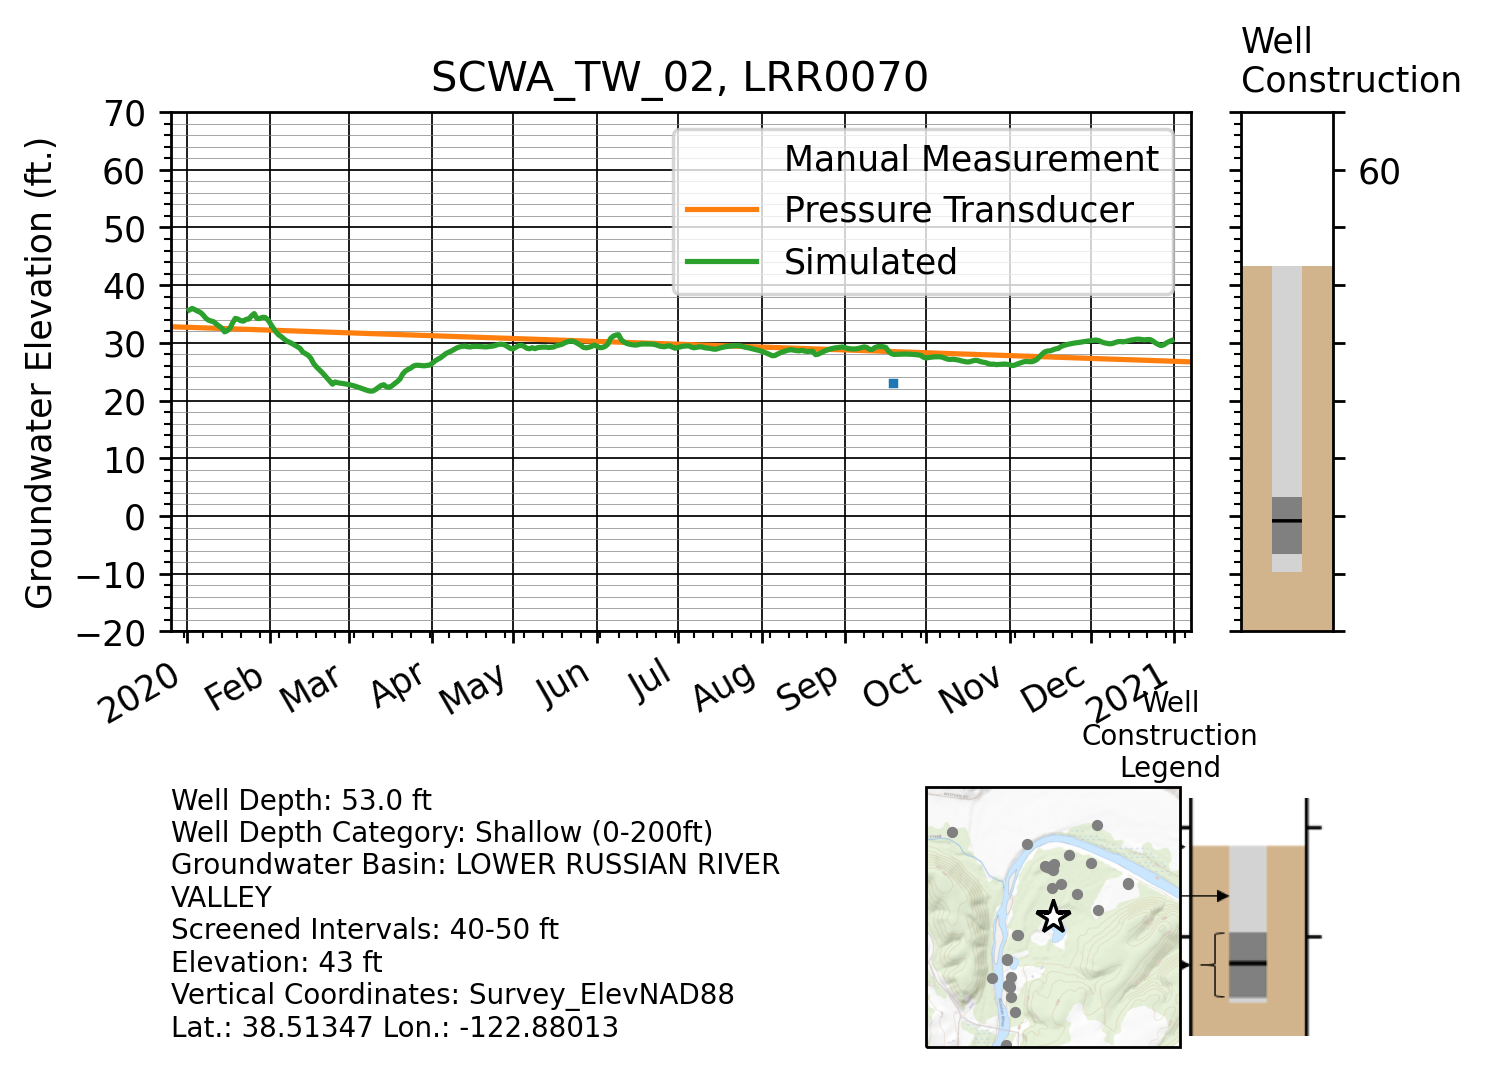 Well
Construction
SCWA_TW_02, LRR0070
Groundwater Elevation (ft.)
70
60
50
40
30
20
10
0
−10
−20
Manual Measurement
Pressure Transducer
Simulated
60
2020 Feb Mar Apr May Jun Jul Aug Sep Oct Nov Dec 2021
Well
Construction
Legend
Well Depth: 53.0 ft
Well Depth Category: Shallow (0-200ft)
Groundwater Basin: LOWER RUSSIAN RIVER
VALLEY
Screened Intervals: 40-50 ft
Elevation: 43 ft
Vertical Coordinates: Survey_ElevNAD88
Lat.: 38.51347 Lon.: -122.88013